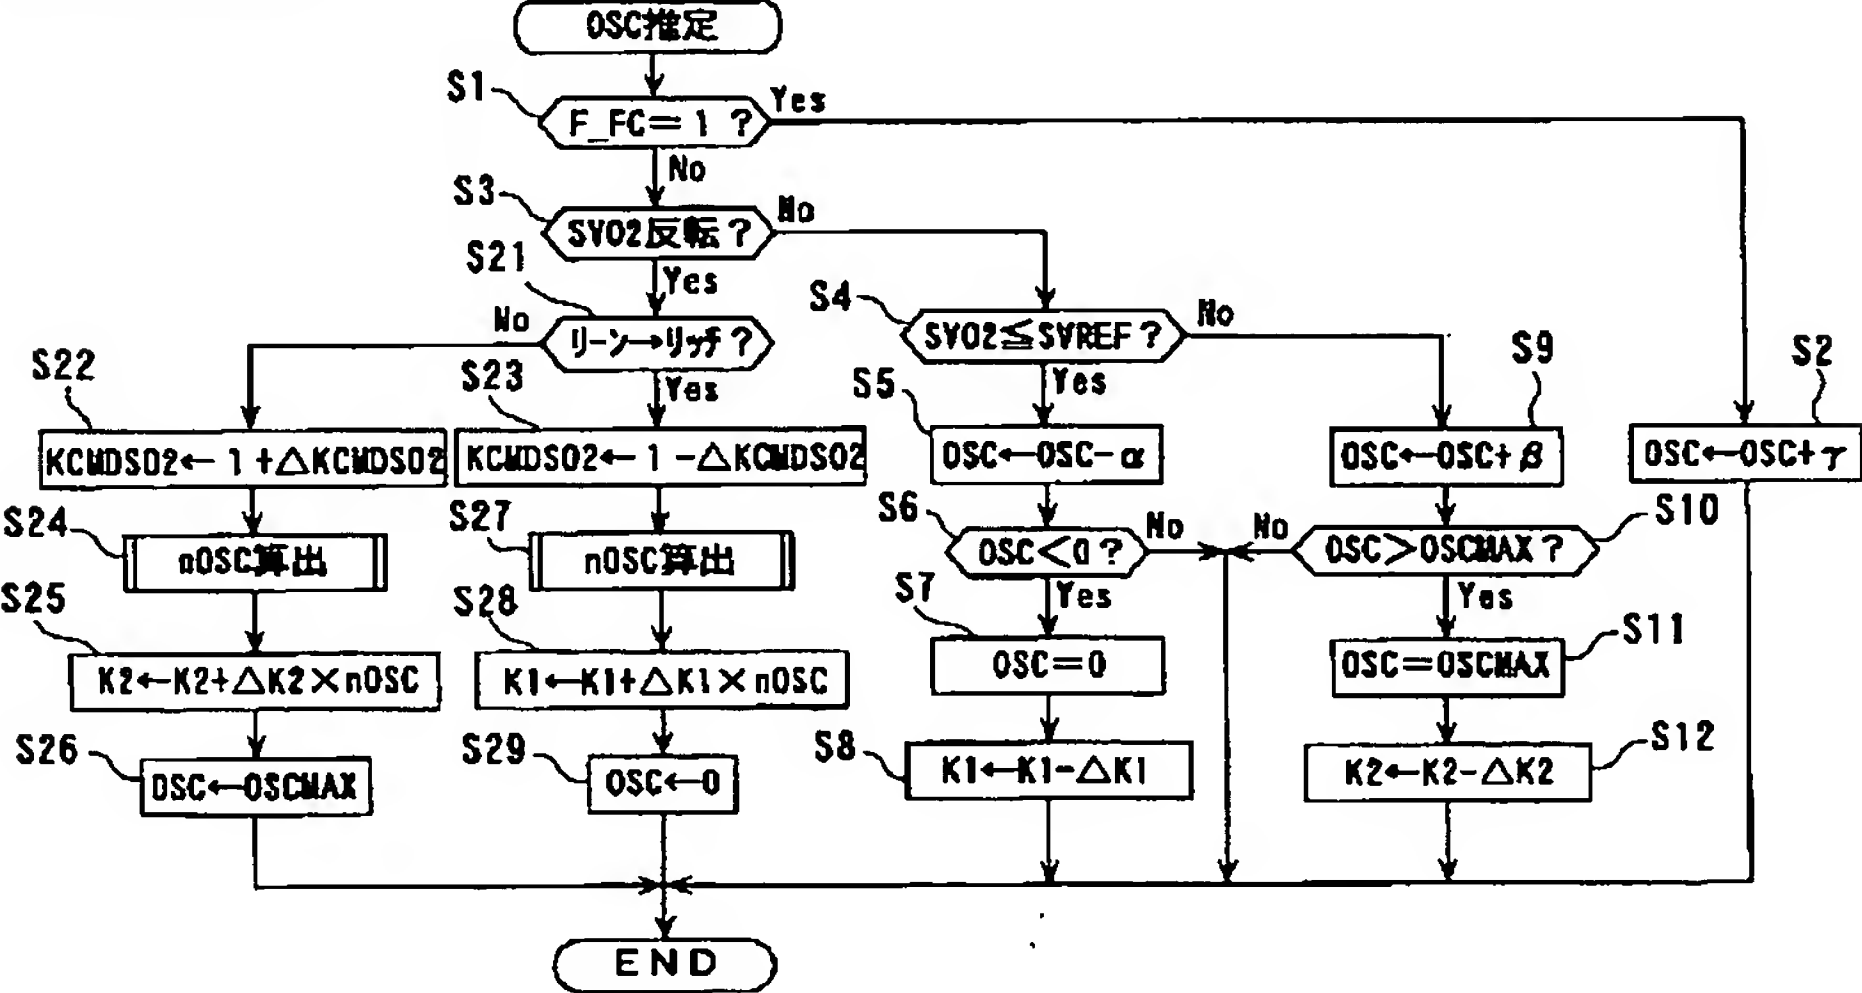 OSC推定
S1
F_FC=1?
Yes
No
S3
SVO2反転?
No
Yes
S21
リーン→リッチ?
No
Yes
S4
SVO2≦SVREF?
No
Yes
S22
KCMDSO2←1+△KCMDSO2
S23
KCMDSO2←1-△KCMDSO2
S5
OSC←OSC-α
S9
OSC←OSC+β
S2
OSC←OSC+γ
S24
nOSC算出
S27
nOSC算出
S6
OSC<0?
No
Yes
S10
OSC>OSCMAX?
No
Yes
S25
K2←K2+△K2×nOSC
S28
K1←K1+△K1×nOSC
S7
OSC=0
S11
OSC=OSCMAX
S26
OSC←OSCMAX
S29
OSC←0
S8
K1←K1-△K1
S12
K2←K2-△K2
END